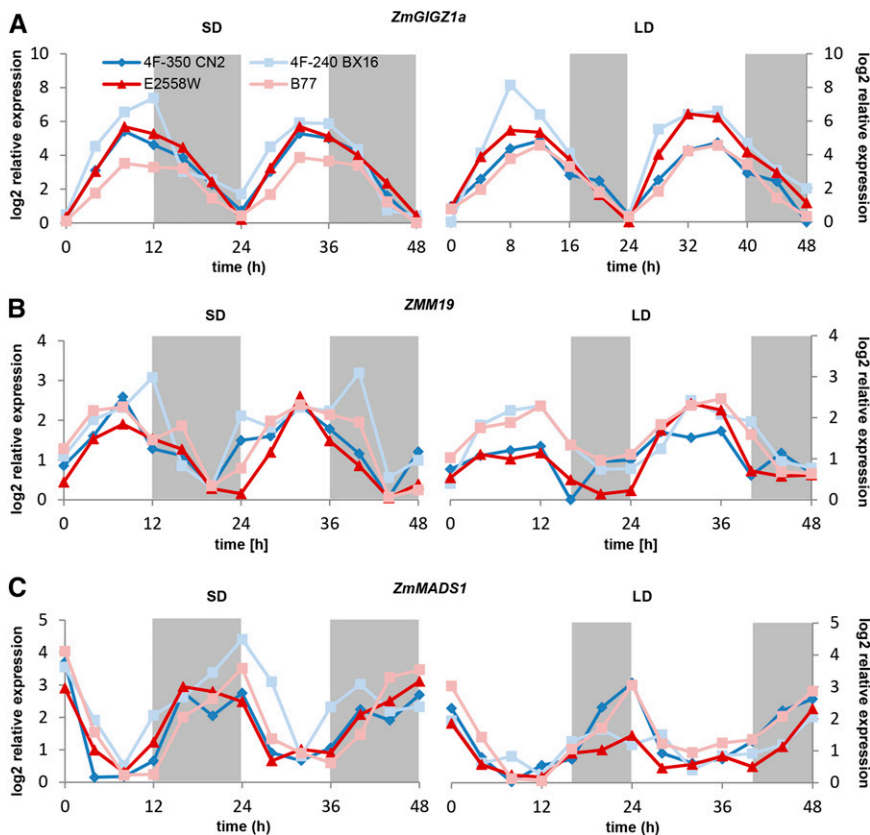 A
ZmGIGZ1a
SD
LD
4F-350 CN2
4F-240 BX16
E2558W
B77
log2 relative expression
10
8
6
4
2
0
0 12 24 36 48
time (h)
0 8 16 24 32 40 48
time (h)
10
8
6
4
2
0
log2 relative expression
B
ZMM19
SD
LD
log2 relative expression
4
3
2
1
0
0 12 24 36 48
time [h]
0 12 24 36 48
time [h]
4
3
2
1
0
log2 relative expression
C
ZmMADS1
SD
LD
log2 relative expression
5
4
3
2
1
0
0 12 24 36 48
time (h)
0 12 24 36 48
time (h)
5
4
3
2
1
0
log2 relative expression